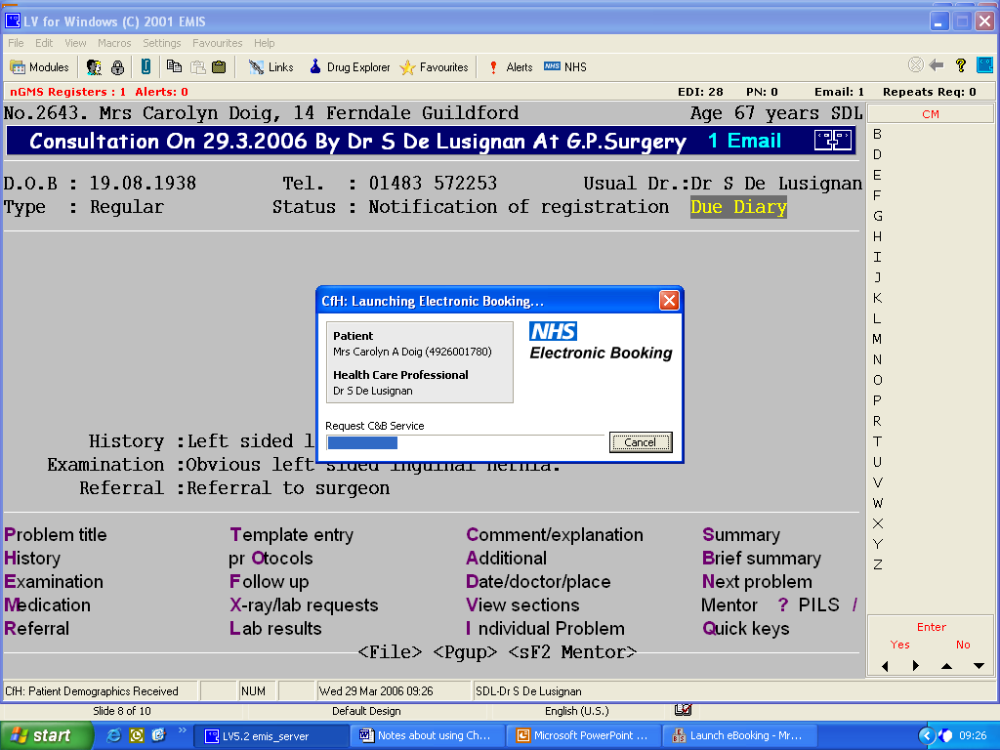 LV for Windows (C) 2001 EMIS
File Edit View Macros Settings Favourites Help
Modules Links Drug Explorer Favourites Alerts NHS NHS
nGMS Registers : 1 Alerts: 0 EDI: 28 PN: 0 Email: 1 Repeats Req: 0
No.2643. Mrs Carolyn Doig, 14 Ferndale Guildford Age 67 years SDL
CM
Consultation On 29.3.2006 By Dr S De Lusignan At G.P.Surgery 1 Email
D.O.B : 19.08.1938 Tel. : 01483 572253 Usual Dr.:Dr S De Lusignan
Type : Regular Status : Notification of registration Due Diary
CfH: Launching Electronic Booking...
Patient
Mrs Carolyn A Doig (4926001780)
Health Care Professional
Dr S De Lusignan
NHS
Electronic Booking
Request C&B Service
Cancel
History :Left sided
Examination :Obvious left sided inguinal hernia.
Referral :Referral to surgeon
Problem title Template entry Comment/explanation Summary
History pr Otocols Additional Brief summary
Examination Follow up Date/doctor/place Next problem
Medication X-ray/lab requests View sections Mentor ? PILS /
Referral Lab results I ndividual Problem Quick keys
<File> <Pgup> <sF2 Mentor>
B
D
E
F
G
H
I
J
K
L
M
N
O
P
R
T
U
V
W
X
Y
Z
Enter
Yes No
CfH: Patient Demographics Received NUM Wed 29 Mar 2006 09:26 SDL-Dr S De Lusignan
Slide 8 of 10 Default Design English (U.S.)
start LV5.2 emis_server Notes about using Ch... Microsoft PowerPoint ... Launch eBooking - Mr... 09:26